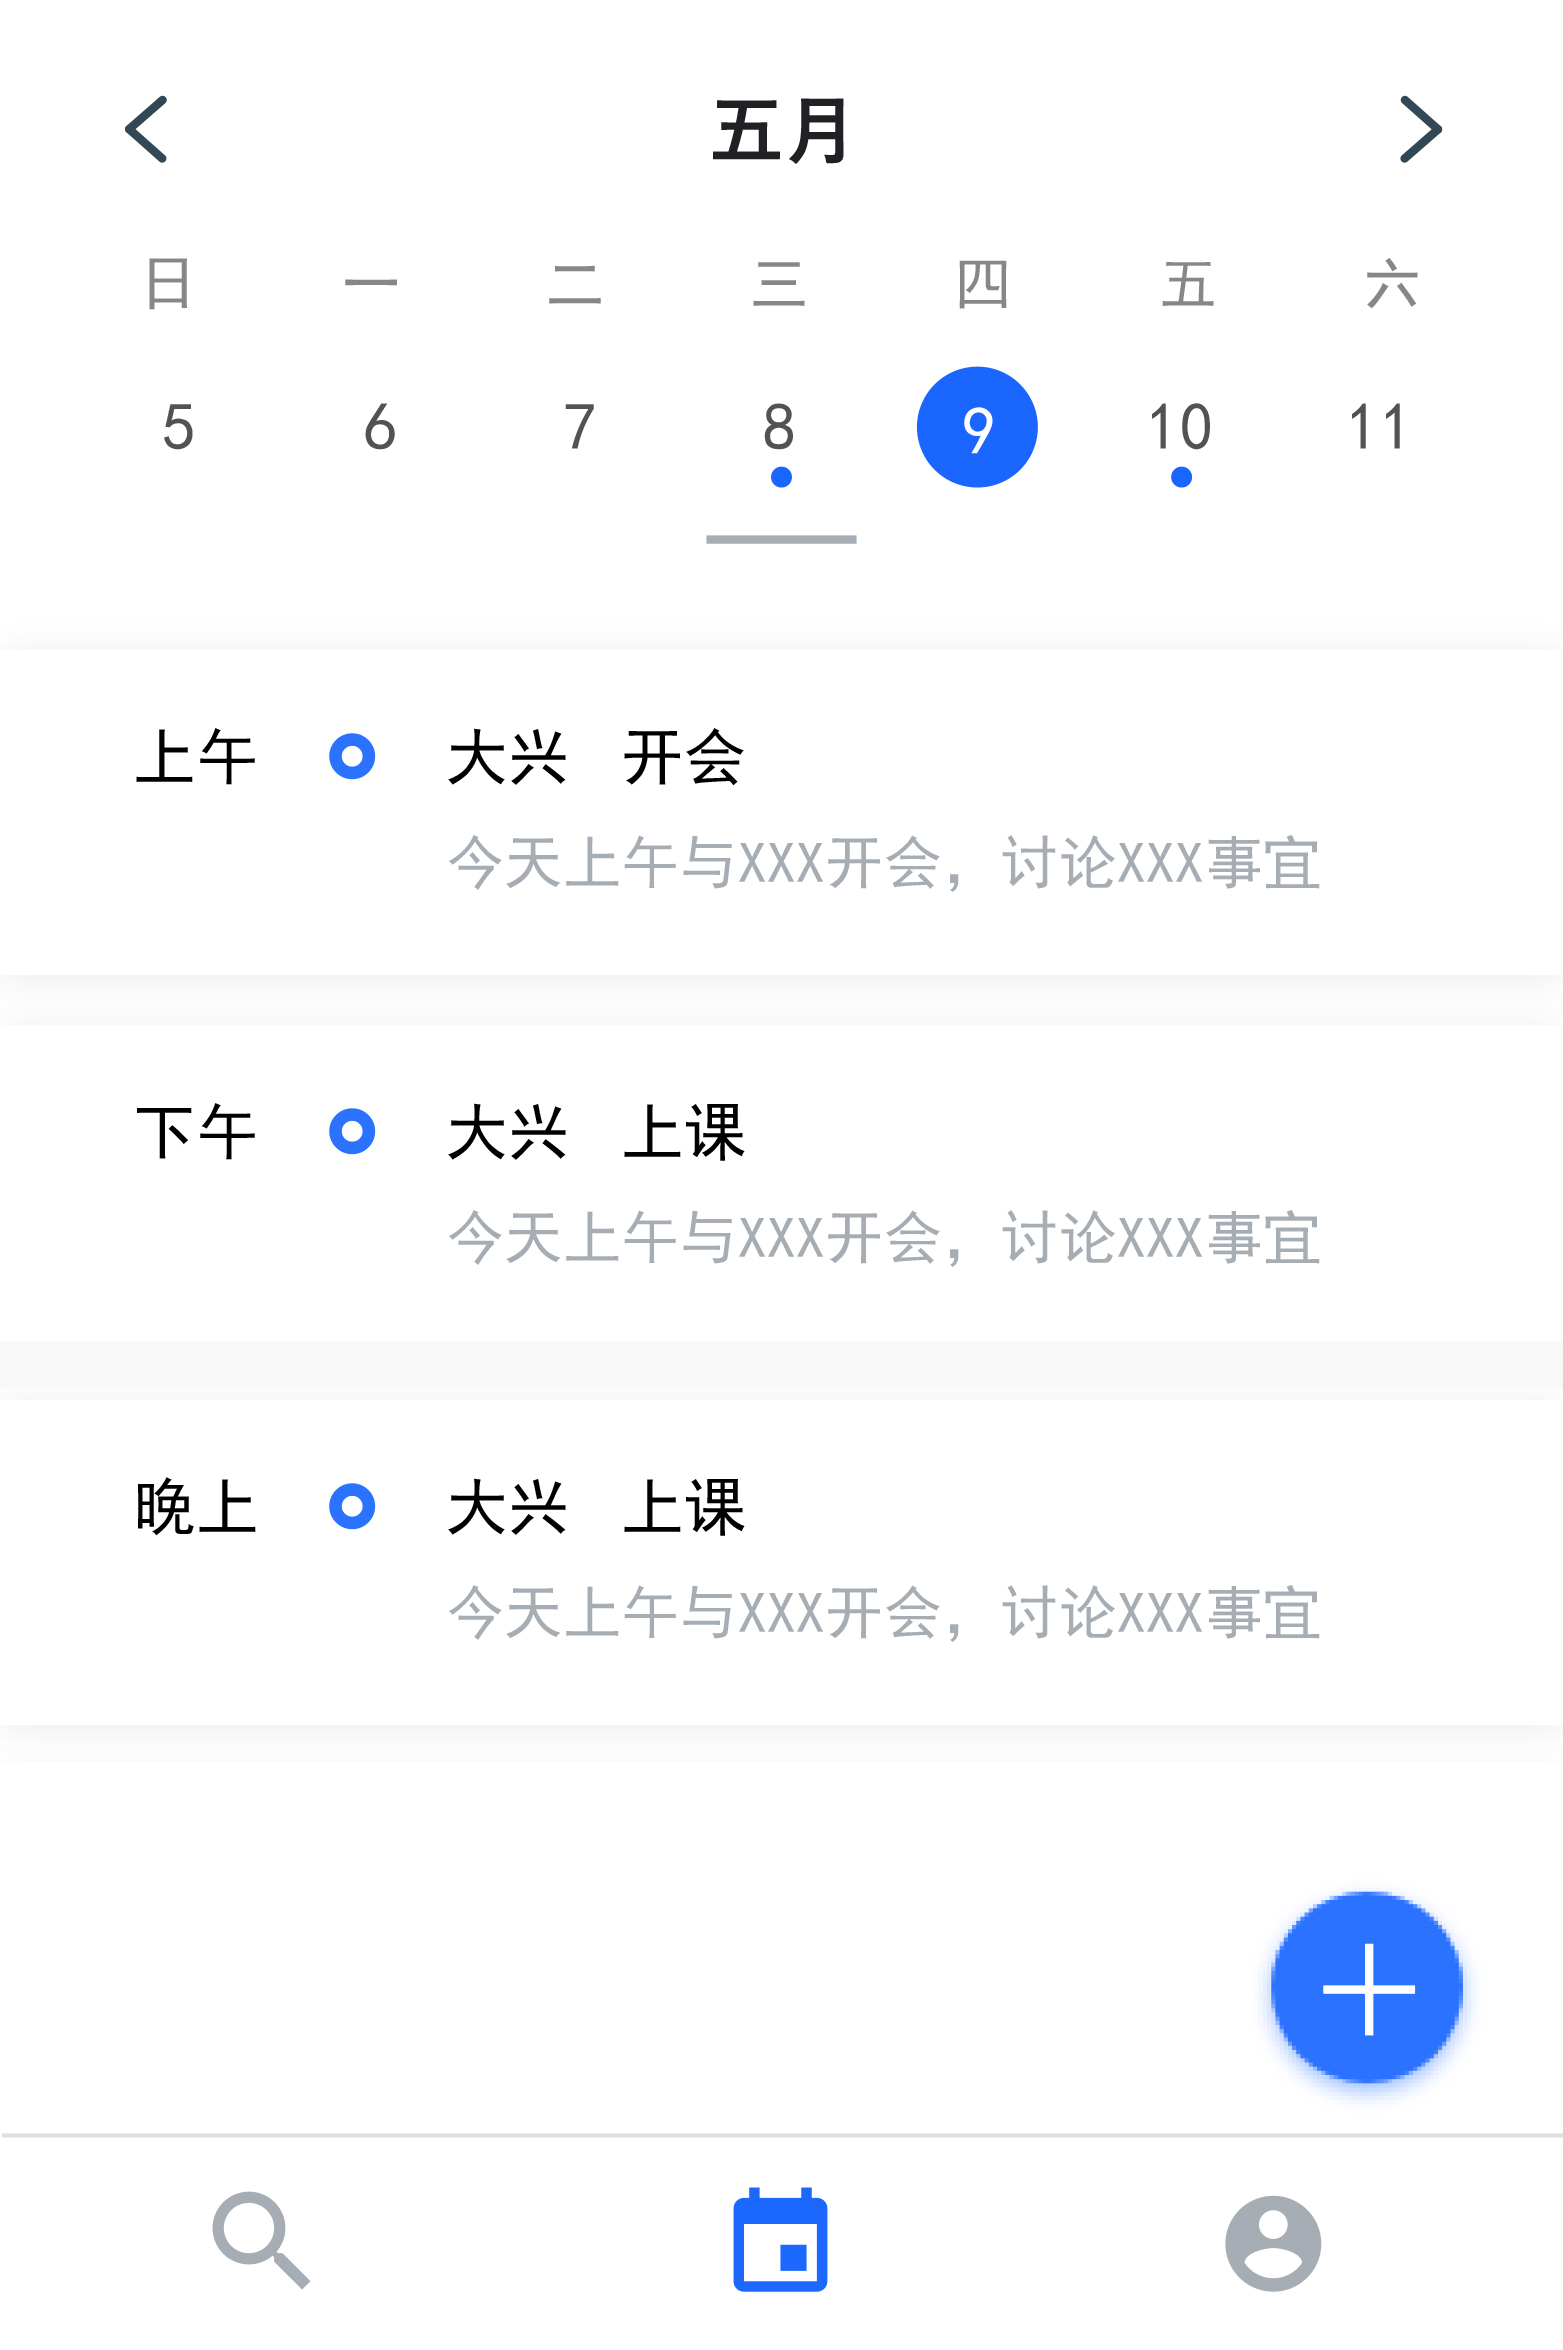 五月
日 一 二 三 四 五 六
5 6 7 8 9 10 11
上午 大兴 开会
今天上午与XXX开会，讨论XXX事宜
下午 大兴 上课
今天上午与XXX开会，讨论XXX事宜
晚上 大兴 上课
今天上午与XXX开会，讨论XXX事宜